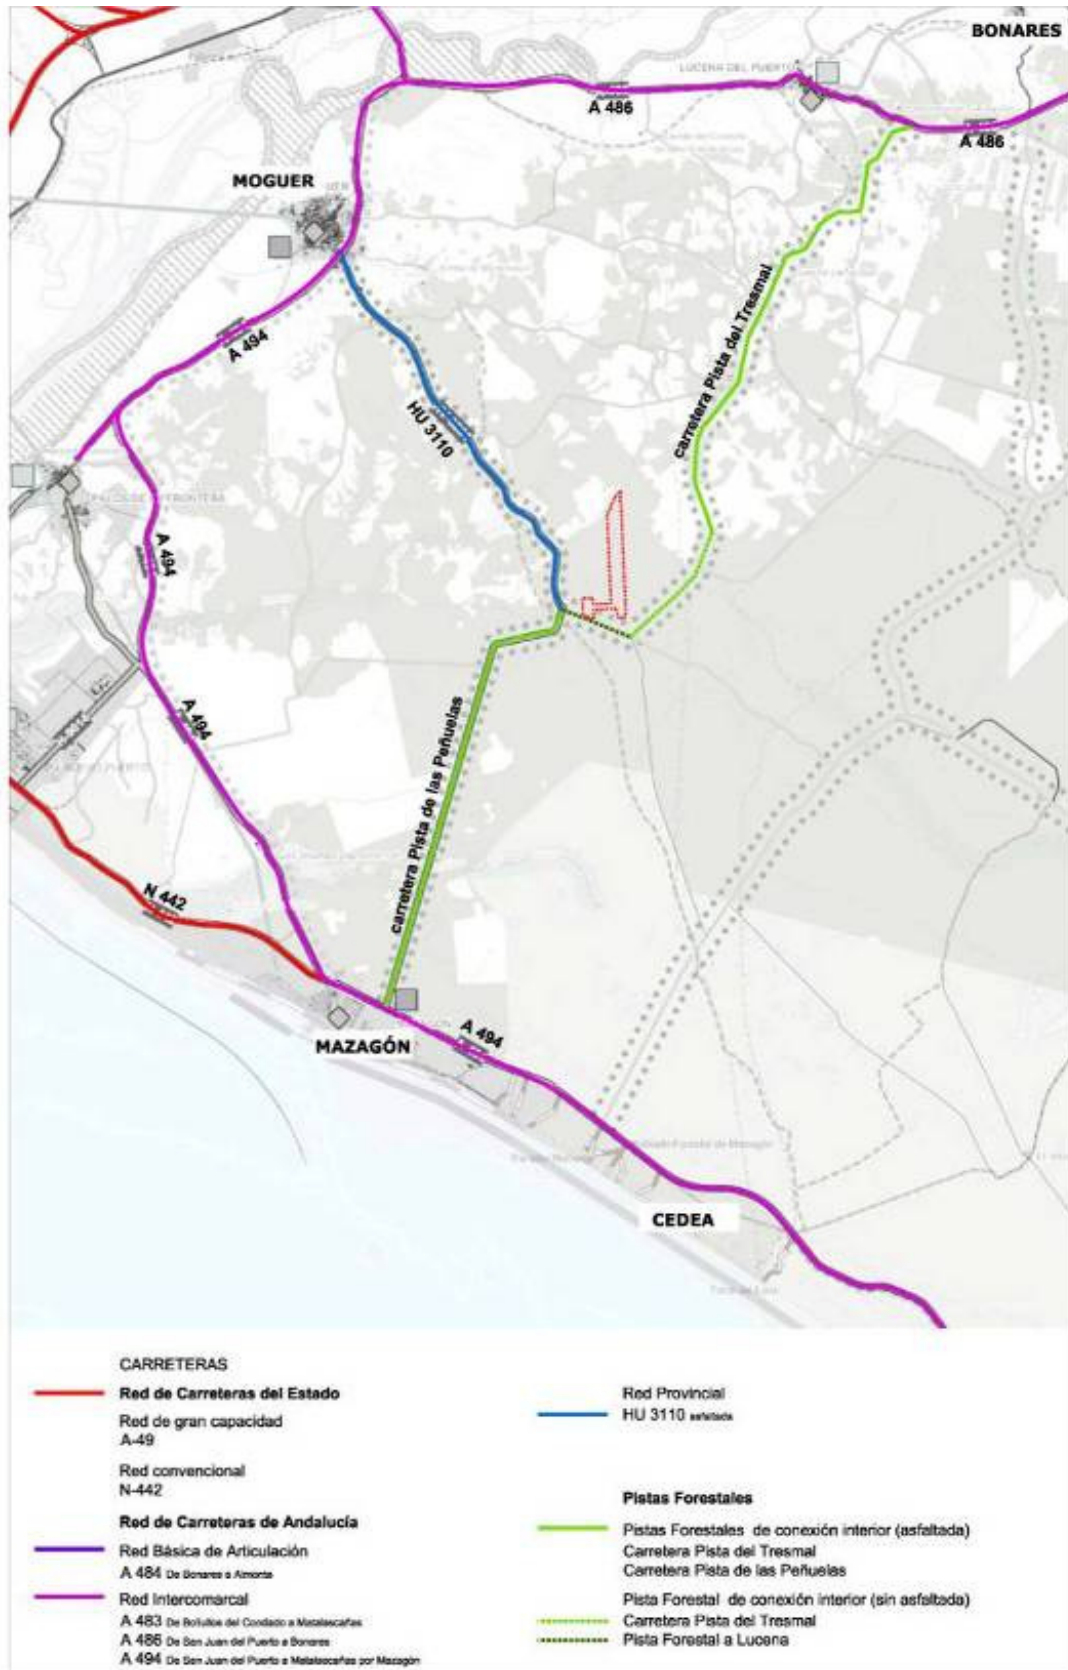 BONARES
LUCENA DEL PUERTO
A 486
A 486
MOGUER
carretera Pista del Tresmal
A 494
HU 3110
A 494
A 494
carretera Pista de las Peñuelas
N 442
MAZAGÓN
A 494
CEDEA
CARRETERAS
Red de Carreteras del Estado
Red de gran capacidad
A-49
Red convencional
N-442
Red de Carreteras de Andalucía
Red Básica de Articulación
A 484 De Bonares a Almonte
Red Intercomarcal
A 483 De Bollullos del Condado a Matalascañas
A 486 De San Juan del Puerto a Bonares
A 494 De San Juan del Puerto a Matalascañas por Mazagón
Red Provincial
HU 3110 asfaltada
Pistas Forestales
Pistas Forestales de conexión interior (asfaltada)
Carretera Pista del Tresmal
Carretera Pista de las Peñuelas
Pista Forestal de conexión interior (sin asfaltada)
Carretera Pista del Tresmal
Pista Forestal a Lucena